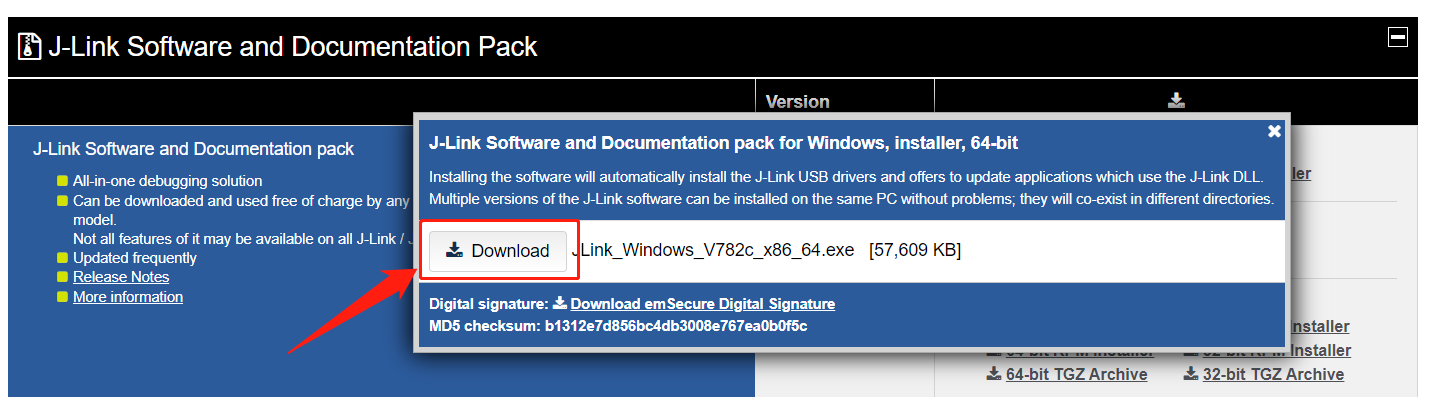 J-Link Software and Documentation Pack
Version
J-Link Software and Documentation pack
All-in-one debugging solution
Can be downloaded and used free of charge by any
model.
Not all features of it may be available on all J-Link /
Updated frequently
Release Notes
More information
J-Link Software and Documentation pack for Windows, installer, 64-bit
Installing the software will automatically install the J-Link USB drivers and offers to update applications which use the J-Link DLL.
Multiple versions of the J-Link software can be installed on the same PC without problems; they will co-exist in different directories.
Download JLink_Windows_V782c_x86_64.exe [57,609 KB]
Digital signature: Download emSecure Digital Signature
MD5 checksum: b1312e7d856bc4db3008e767ea0b0f5c
ler
Installer
64-bit RPM Installer 32-bit RPM Installer
64-bit TGZ Archive 32-bit TGZ Archive